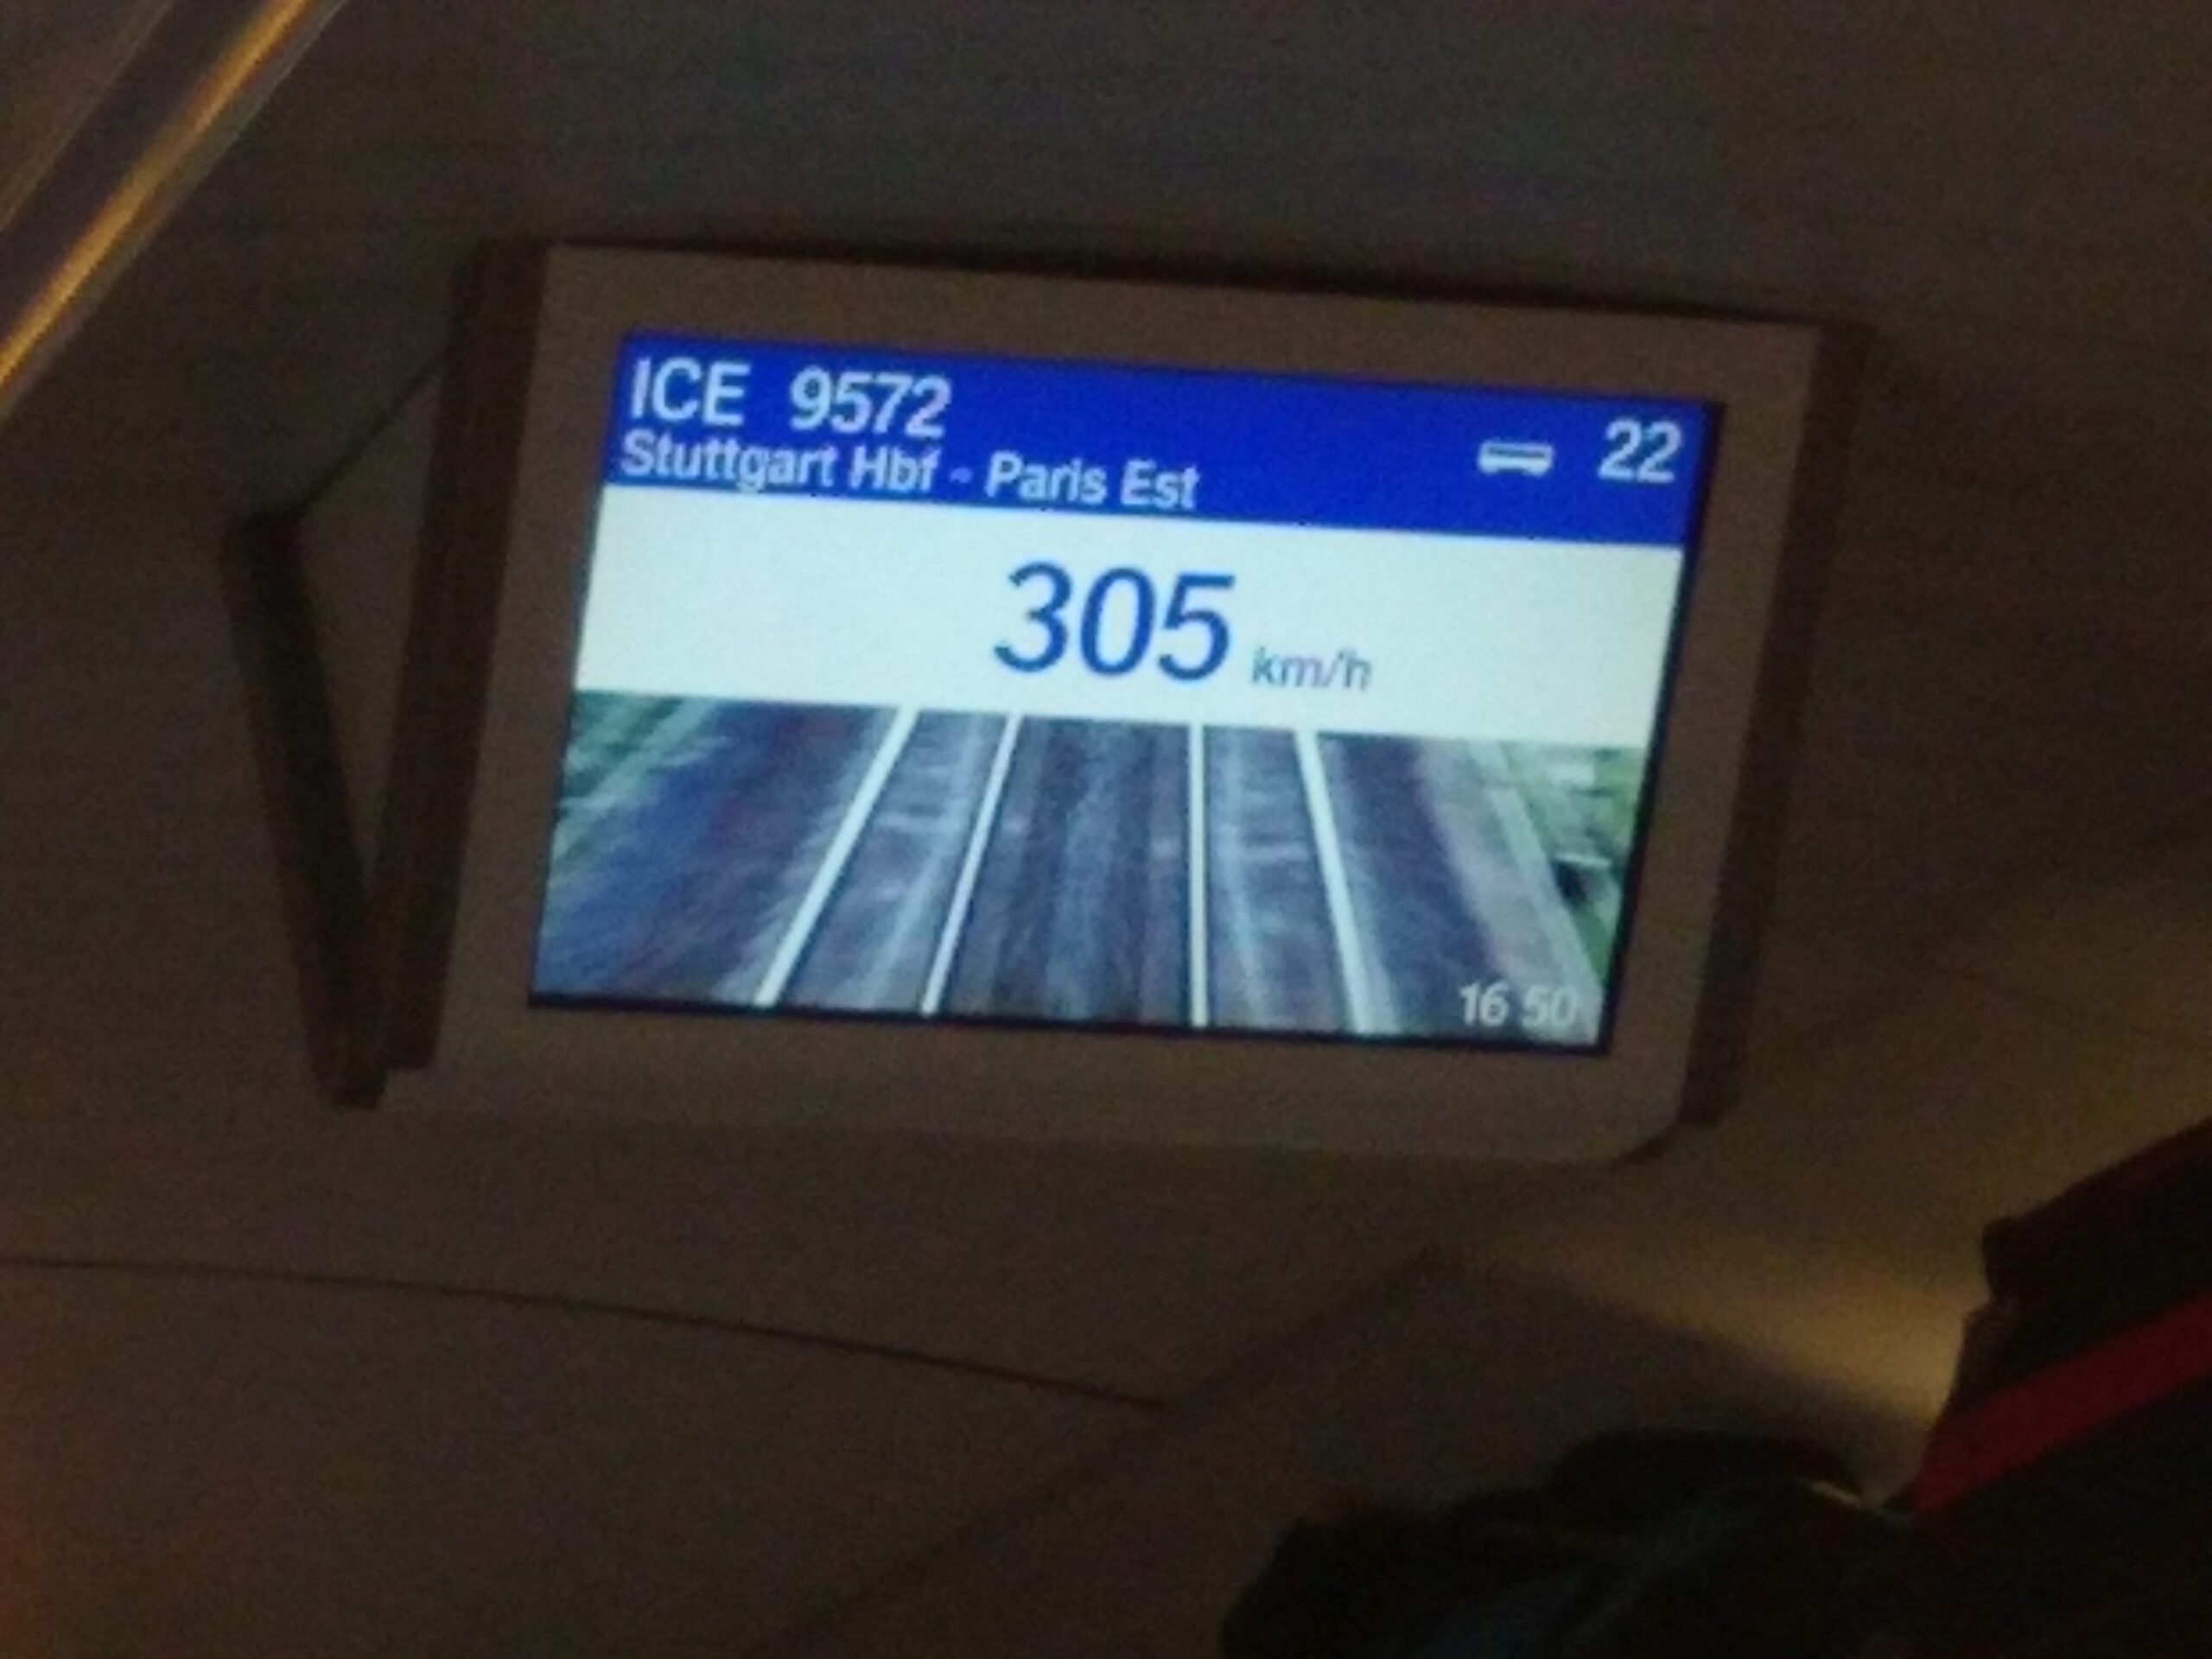 ICE 9572
22
Stuttgart Hbf - Paris Est
305 km/h
16 50